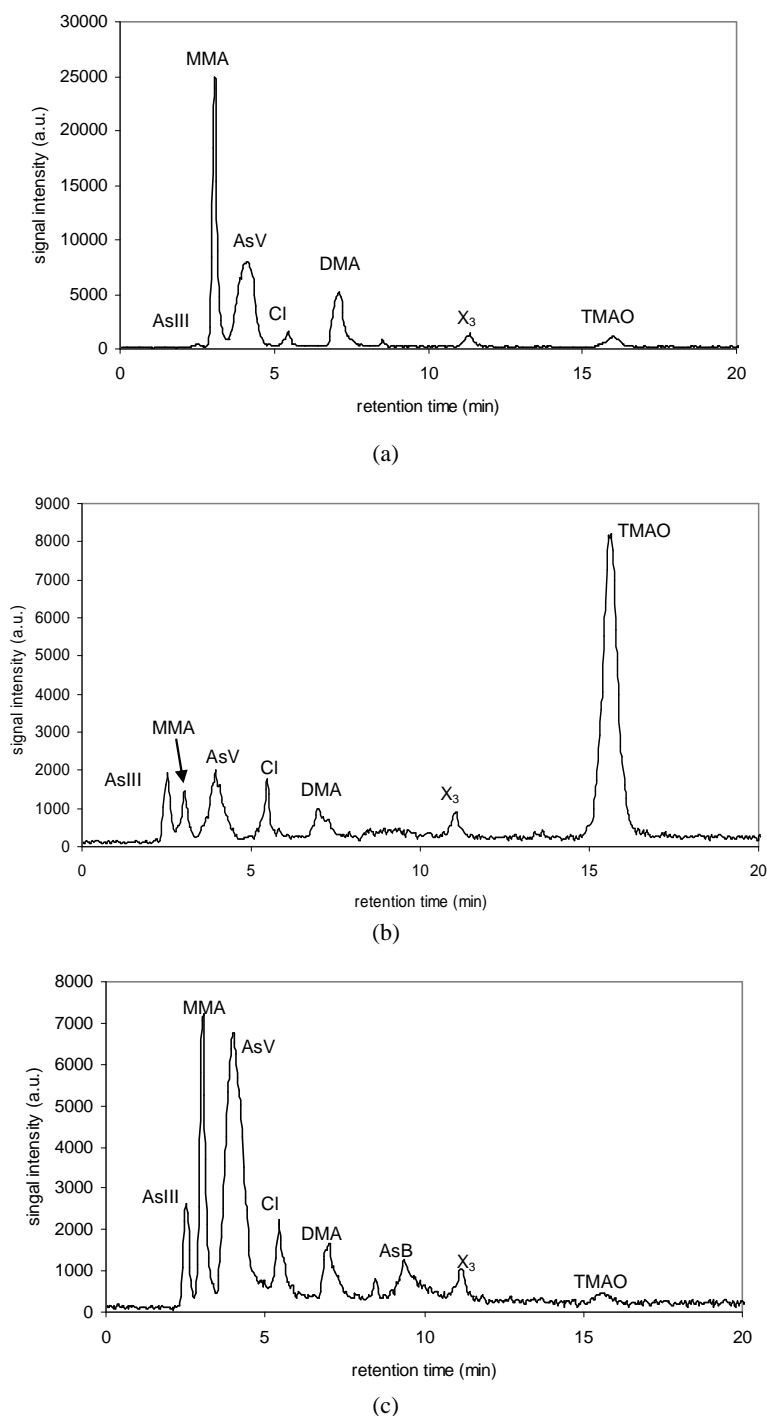 30000
25000
20000
15000
10000
5000
0
signal intensity (a.u.)
MMA
AsV
DMA
Cl
AsIII
X₃
TMAO
0 5 10 15 20
retention time (min)
(a)
9000
8000
7000
6000
5000
4000
3000
2000
1000
0
signal intensity (a.u.)
TMAO
MMA
AsV
AsIII
Cl
DMA
X₃
0 5 10 15 20
retention time (min)
(b)
8000
7000
6000
5000
4000
3000
2000
1000
0
singal intensity (a.u.)
MMA
AsV
AsIII
Cl
DMA
AsB
X₃
TMAO
0 5 10 15 20
retention time (min)
(c)